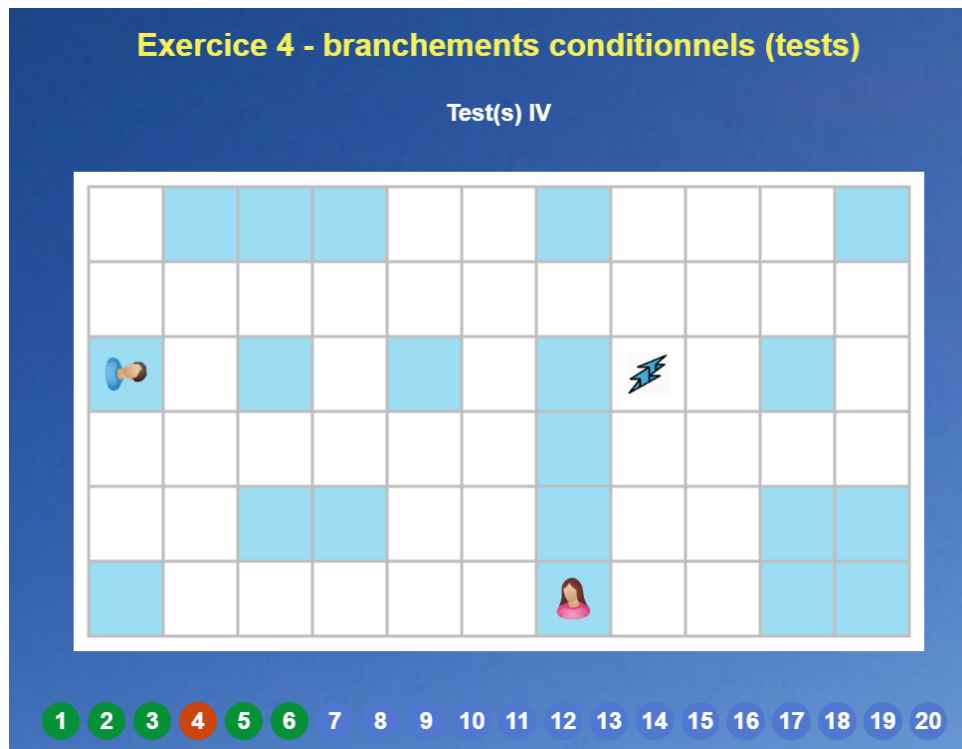 Exercice 4 - branchements conditionnels (tests)
Test(s) IV
1 2 3 4 5 6 7 8 9 10 11 12 13 14 15 16 17 18 19 20